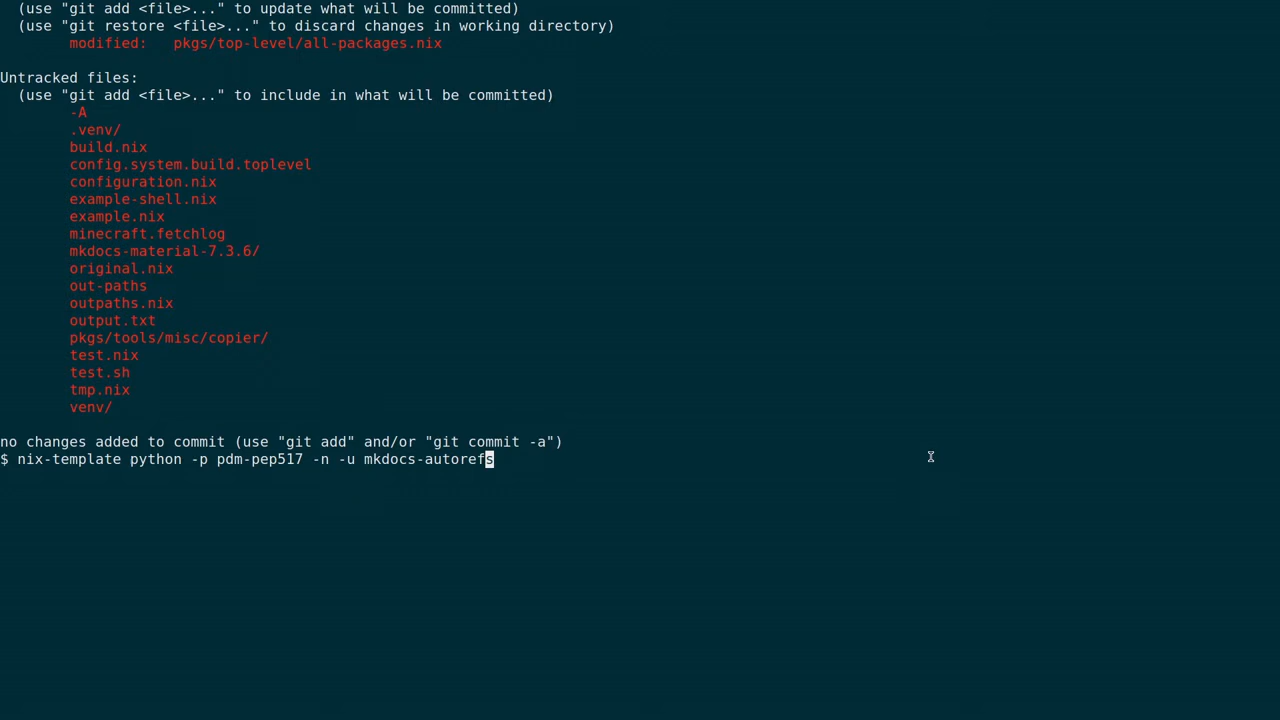 (use "git add <file>..." to update what will be committed)
(use "git restore <file>..." to discard changes in working directory)
modified:   pkgs/top-level/all-packages.nix
Untracked files:
(use "git add <file>..." to include in what will be committed)
-A
.venv/
build.nix
config.system.build.toplevel
configuration.nix
example-shell.nix
example.nix
minecraft.fetchlog
mkdocs-material-7.3.6/
original.nix
out-paths
outpaths.nix
output.txt
pkgs/tools/misc/copier/
test.nix
test.sh
tmp.nix
venv/
no changes added to commit (use "git add" and/or "git commit -a")
$ nix-template python -p pdm-pep517 -n -u mkdocs-autorefs